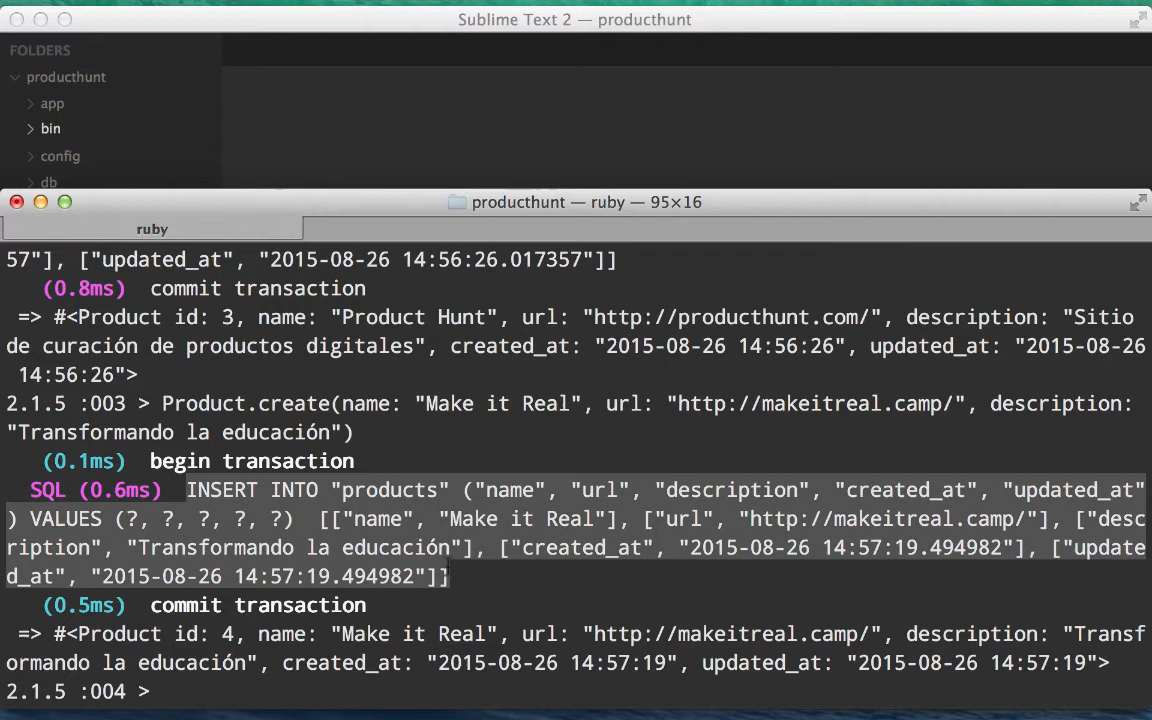 Sublime Text 2 — producthunt
FOLDERS
producthunt
app
bin
config
db
producthunt — ruby — 95×16
ruby
57"], ["updated_at", "2015-08-26 14:56:26.017357"]]
(0.8ms)  commit transaction
=> #<Product id: 3, name: "Product Hunt", url: "http://producthunt.com/", description: "Sitio
de curación de productos digitales", created_at: "2015-08-26 14:56:26", updated_at: "2015-08-26
14:56:26">
2.1.5 :003 > Product.create(name: "Make it Real", url: "http://makeitreal.camp/", description:
"Transformando la educación")
(0.1ms)  begin transaction
SQL (0.6ms)  INSERT INTO "products" ("name", "url", "description", "created_at", "updated_at"
) VALUES (?, ?, ?, ?, ?)  [["name", "Make it Real"], ["url", "http://makeitreal.camp/"], ["desc
ription", "Transformando la educación"], ["created_at", "2015-08-26 14:57:19.494982"], ["update
d_at", "2015-08-26 14:57:19.494982"]]
(0.5ms)  commit transaction
=> #<Product id: 4, name: "Make it Real", url: "http://makeitreal.camp/", description: "Transf
ormando la educación", created_at: "2015-08-26 14:57:19", updated_at: "2015-08-26 14:57:19">
2.1.5 :004 >